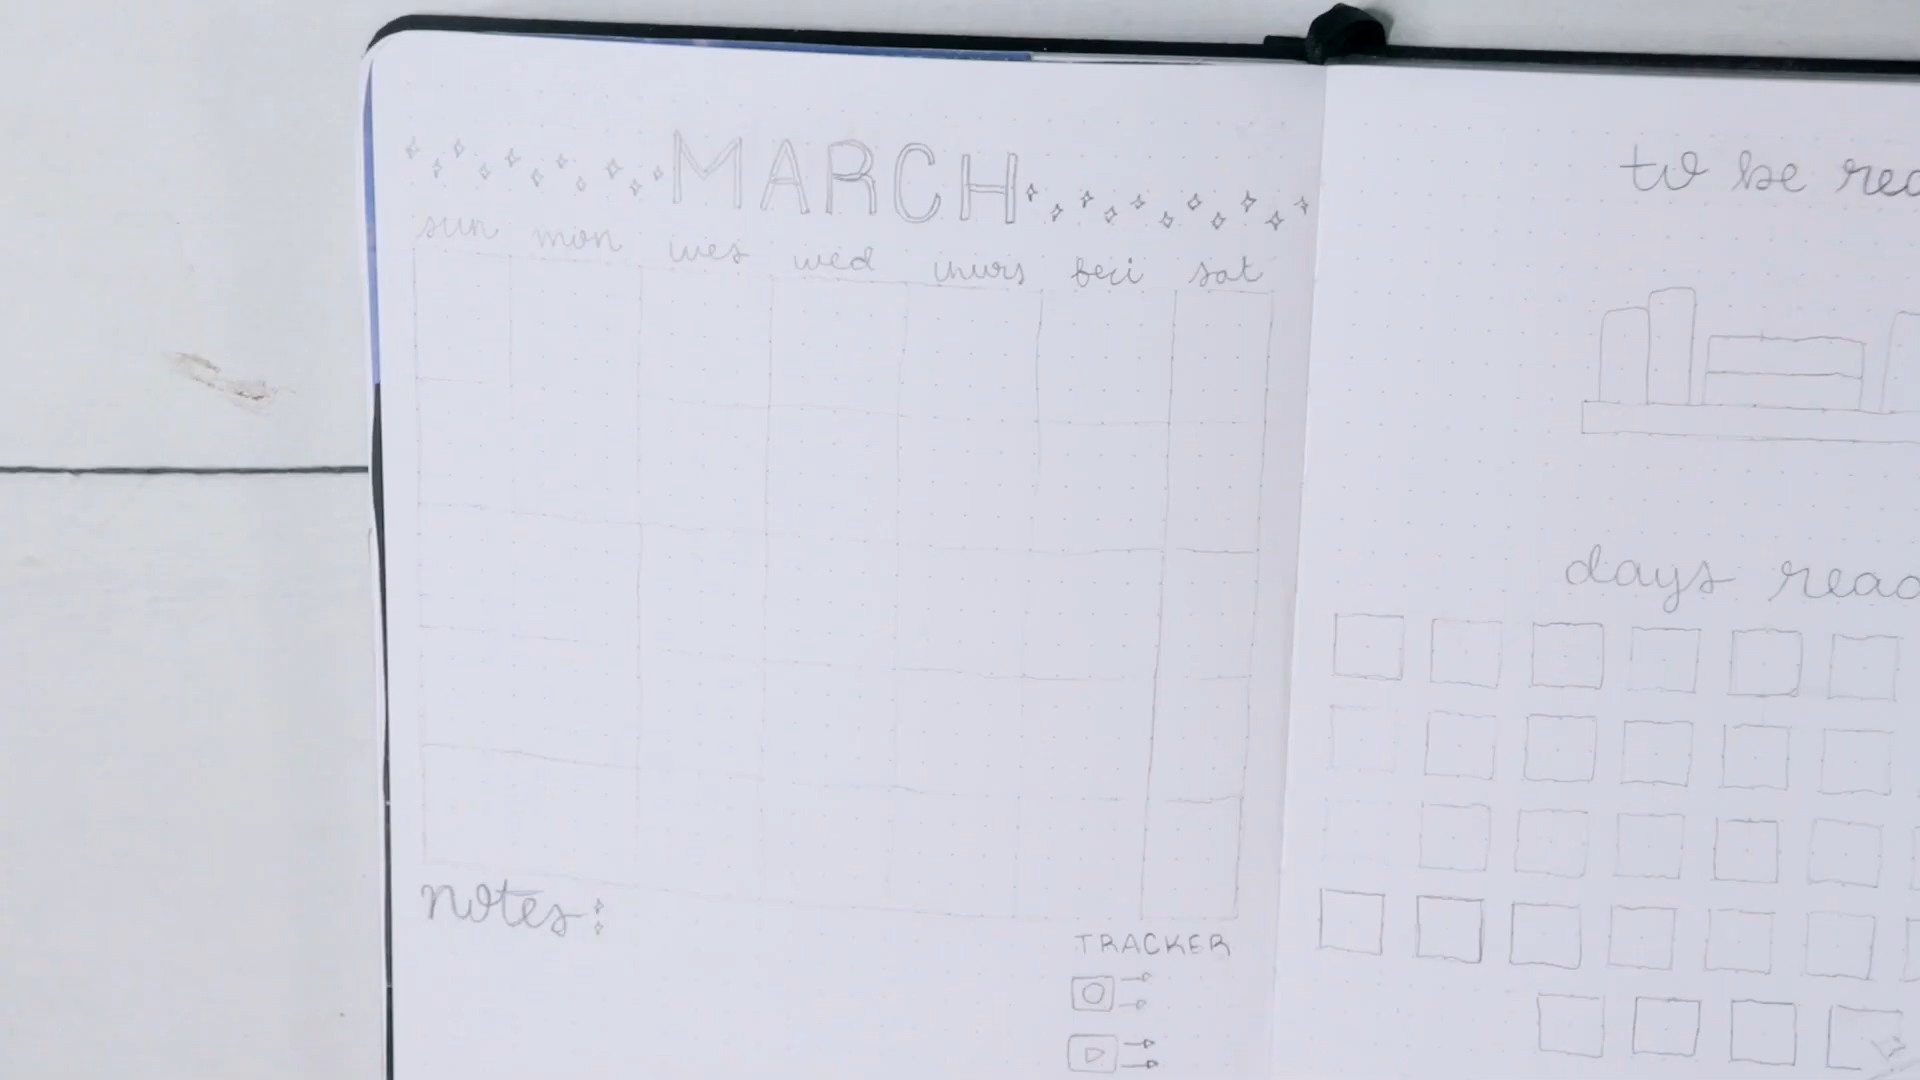 MARCH
sun mon tues wed thurs fri sat
notes:
TRACKER
to be rea
days read